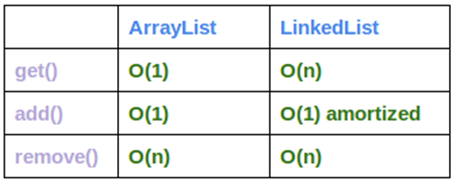 ArrayList LinkedList
get() O(1) O(n)
add() O(1) O(1) amortized
remove() O(n) O(n)